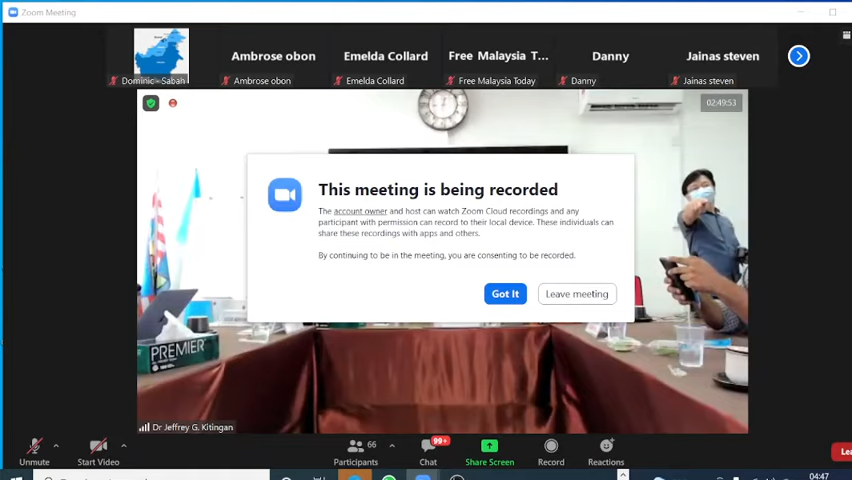 Zoom Meeting
Ambrose obon
Emelda Collard
Free Malaysia T...
Danny
Jainas steven
Dominic - Sabah
Ambrose obon
Emelda Collard
Free Malaysia Today
Danny
Jainas steven
02:49:53
This meeting is being recorded
The account owner and host can watch Zoom Cloud recordings and any
participant with permission can record to their local device. These individuals can
share these recordings with apps and others.
By continuing to be in the meeting, you are consenting to be recorded.
Got It
Leave meeting
PREMIER
Dr Jeffrey G. Kitingan
66
99+
Unmute
Start Video
Participants
Chat
Share Screen
Record
Reactions
Lea
04:47